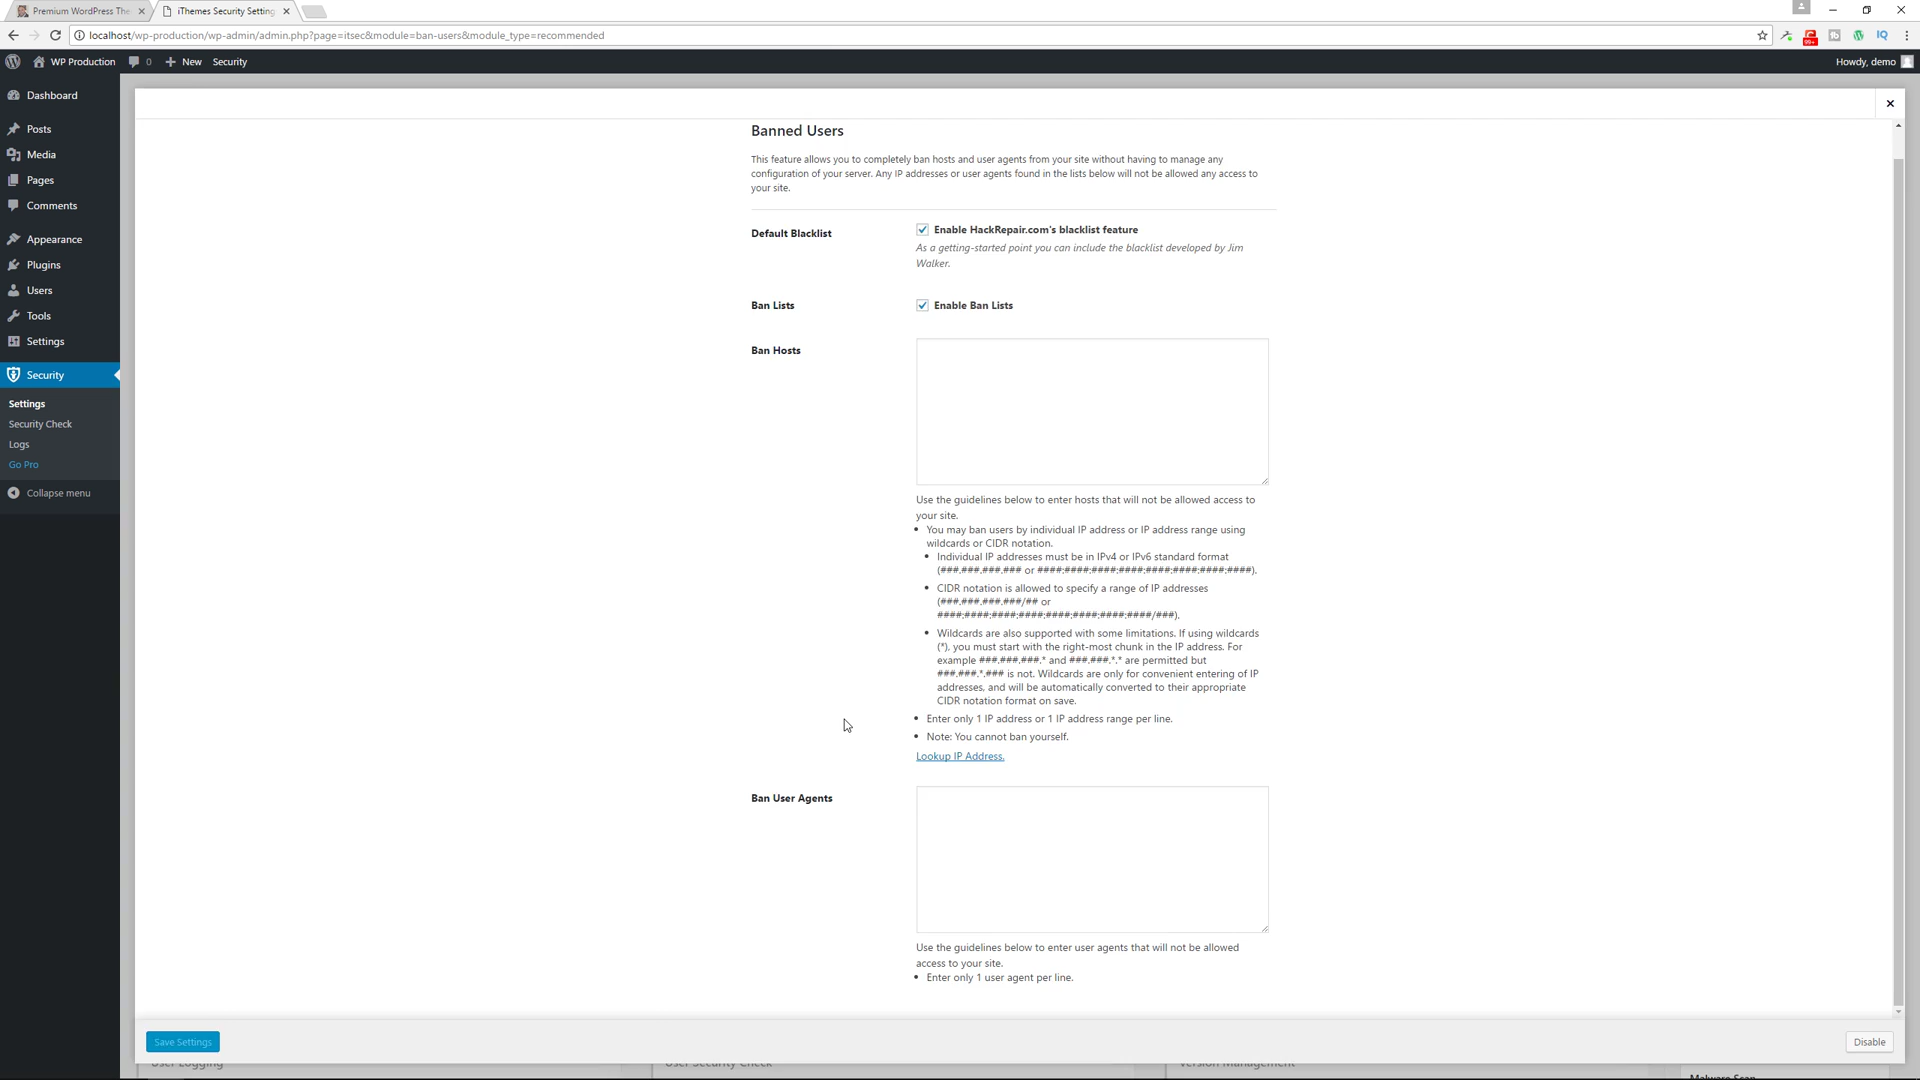 Premium WordPress The
iThemes Security Setting
localhost/wp-production/wp-admin/admin.php?page=itsec&module=ban-users&module_type=recommended
99+
IQ
WP Production
0
New
Security
Howdy, demo
Dashboard
Posts
Media
Pages
Comments
Appearance
Plugins
Users
Tools
Settings
Security
Settings
Security Check
Logs
Go Pro
Collapse menu
Banned Users
This feature allows you to completely ban hosts and user agents from your site without having to manage any
configuration of your server. Any IP addresses or user agents found in the lists below will not be allowed any access to
your site.
Default Blacklist
Enable HackRepair.com's blacklist feature
As a getting-started point you can include the blacklist developed by Jim
Walker.
Ban Lists
Enable Ban Lists
Ban Hosts
Use the guidelines below to enter hosts that will not be allowed access to
your site.
You may ban users by individual IP address or IP address range using
wildcards or CIDR notation.
Individual IP addresses must be in IPv4 or IPv6 standard format
(###.###.###.### or ####:####:####:####:####:####:####:####).
CIDR notation is allowed to specify a range of IP addresses
(###.###.###.###/## or
####:####:####:####:####:####:####:####/###).
Wildcards are also supported with some limitations. If using wildcards
(*), you must start with the right-most chunk in the IP address. For
example ###.###.###.* and ###.###.*.* are permitted but
###.###.*.### is not. Wildcards are only for convenient entering of IP
addresses, and will be automatically converted to their appropriate
CIDR notation format on save.
Enter only 1 IP address or 1 IP address range per line.
Note: You cannot ban yourself.
Lookup IP Address.
Ban User Agents
Use the guidelines below to enter user agents that will not be allowed
access to your site.
Enter only 1 user agent per line.
Save Settings
Disable
User Logging
User Security Check
Version Management
Malware Scan